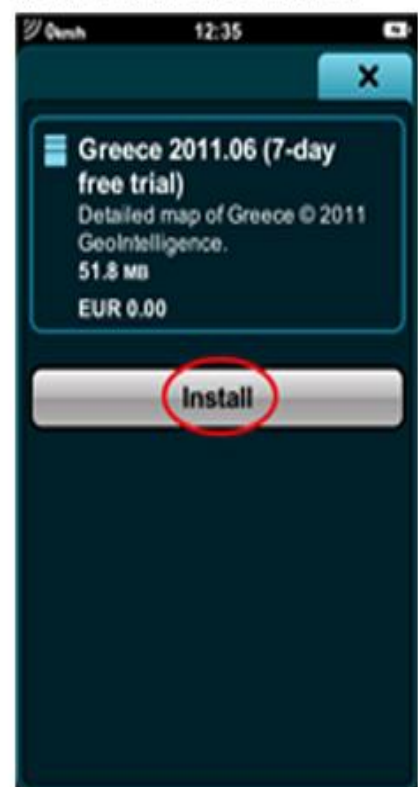 0km/h 12:35
X
Greece 2011.06 (7-day
free trial)
Detailed map of Greece © 2011
GeoIntelligence.
51.8 MB
EUR 0.00
Install